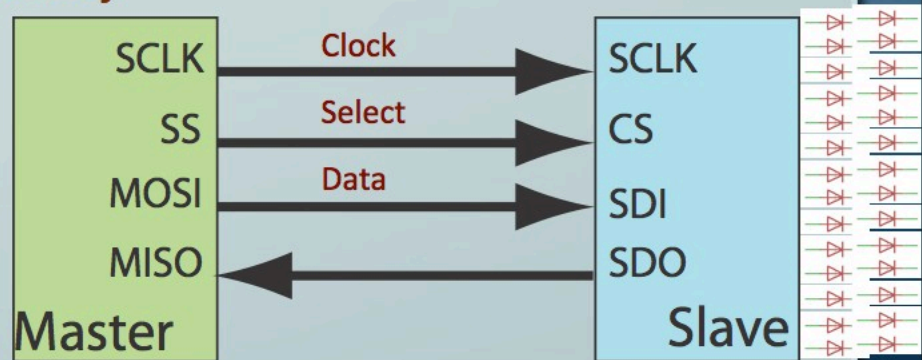 SCLK Clock SCLK
SS Select CS
MOSI Data SDI
MISO SDO
Master Slave